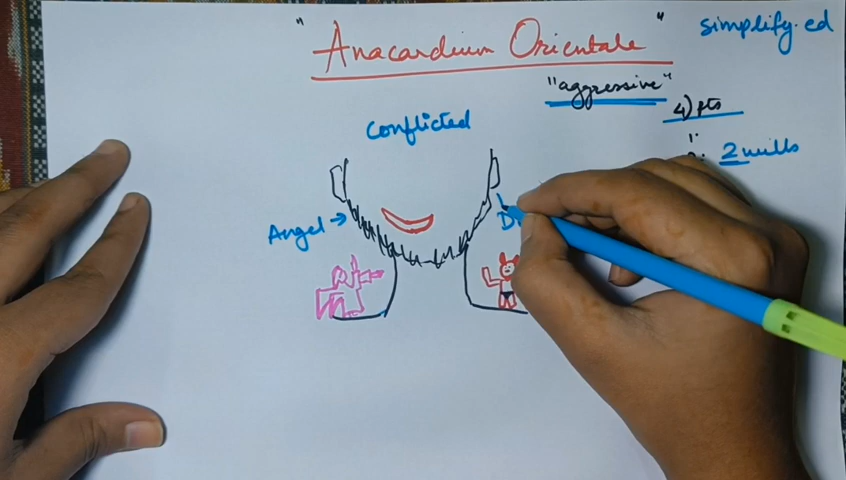 " Anacardium Orientale "
simplify.ed
"aggressive"
4) pts
Conflicted
2 wills
Angel →